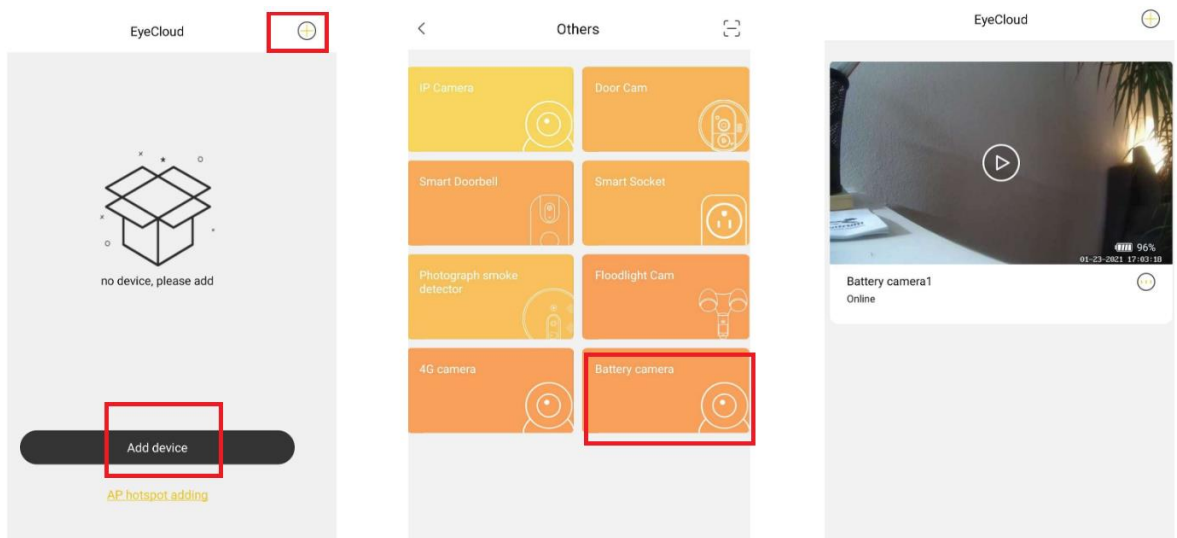 EyeCloud
no device, please add
Add device
AP hotspot adding
Others
IP Camera
Door Cam
Smart Doorbell
Smart Socket
Photograph smoke
detector
Floodlight Cam
4G camera
Battery camera
EyeCloud
96%
01-23-2021 17:03:18
Battery camera1
Online